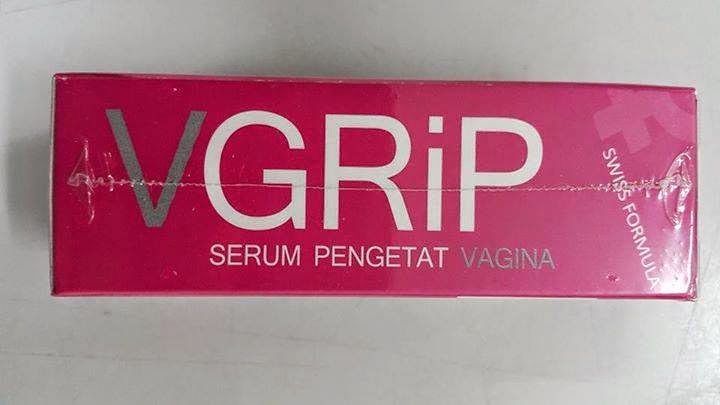 VGRiP
SERUM PENGETAT VAGINA
SWISS FORMULA